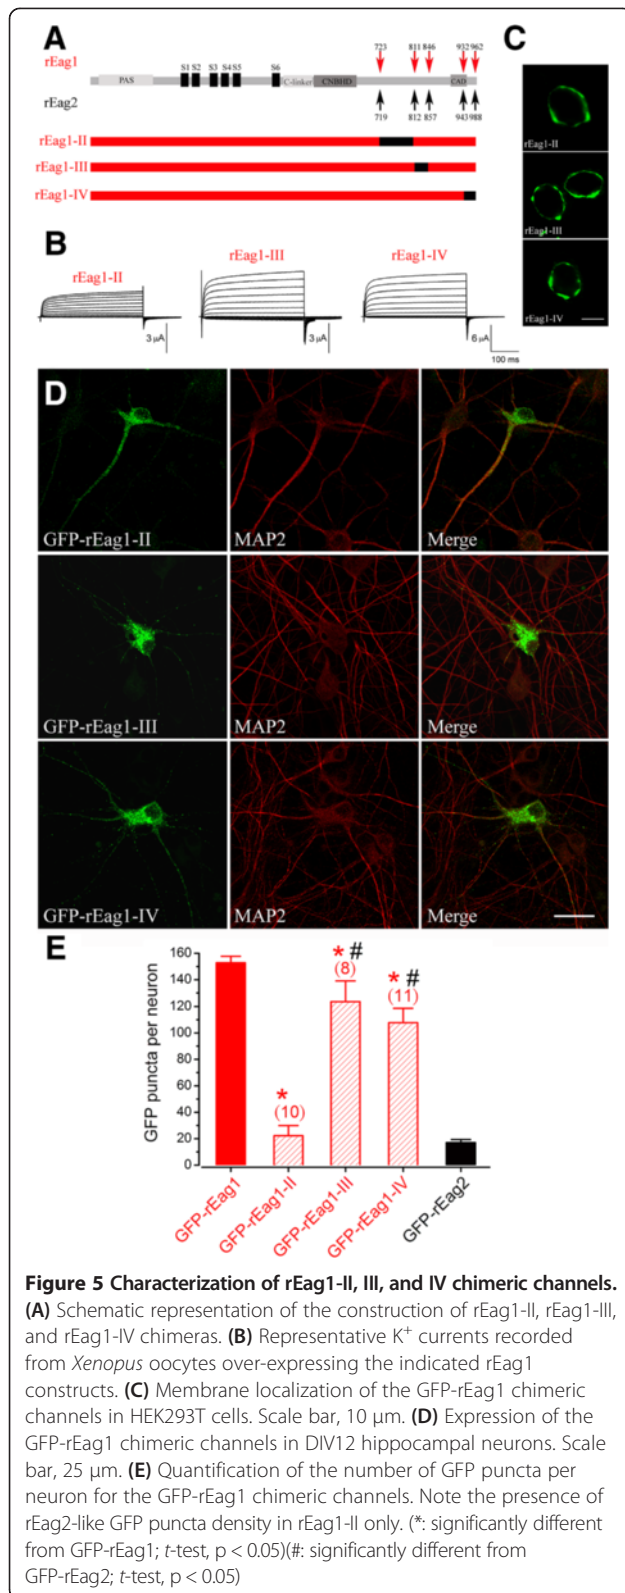 A
C
rEag1
723
811 846
932 962
S1 S2 S3 S4 S5 S6
PAS
C-linker
CNBHD
CAD
rEag2
719
812 857
943 988
rEag1-II
rEag1-III
rEag1-IV
rEag1-II
rEag1-III
rEag1-IV
B
rEag1-II
rEag1-III
rEag1-IV
3 μA
3 μA
6 μA
100 ms
D
GFP-rEag1-II
MAP2
Merge
GFP-rEag1-III
MAP2
Merge
GFP-rEag1-IV
MAP2
Merge
E
GFP puncta per neuron
160
140
120
100
80
60
40
20
0
*
(10)
* #
(8)
* #
(11)
GFP-rEag1
GFP-rEag1-II
GFP-rEag1-III
GFP-rEag1-IV
GFP-rEag2
Figure 5 Characterization of rEag1-II, III, and IV chimeric channels.
(A) Schematic representation of the construction of rEag1-II, rEag1-III,
and rEag1-IV chimeras. (B) Representative K⁺ currents recorded
from Xenopus oocytes over-expressing the indicated rEag1
constructs. (C) Membrane localization of the GFP-rEag1 chimeric
channels in HEK293T cells. Scale bar, 10 μm. (D) Expression of the
GFP-rEag1 chimeric channels in DIV12 hippocampal neurons. Scale
bar, 25 μm. (E) Quantification of the number of GFP puncta per
neuron for the GFP-rEag1 chimeric channels. Note the presence of
rEag2-like GFP puncta density in rEag1-II only. (*: significantly different
from GFP-rEag1; t-test, p < 0.05)(#: significantly different from
GFP-rEag2; t-test, p < 0.05)